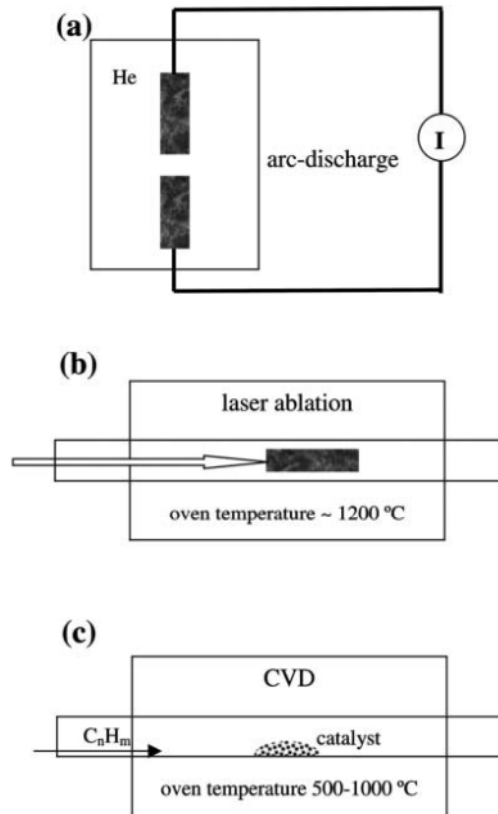 (a)
He
I
arc-discharge
(b)
laser ablation
oven temperature ~ 1200 ºC
(c)
CVD
CₙHₘ
catalyst
oven temperature 500-1000 ºC